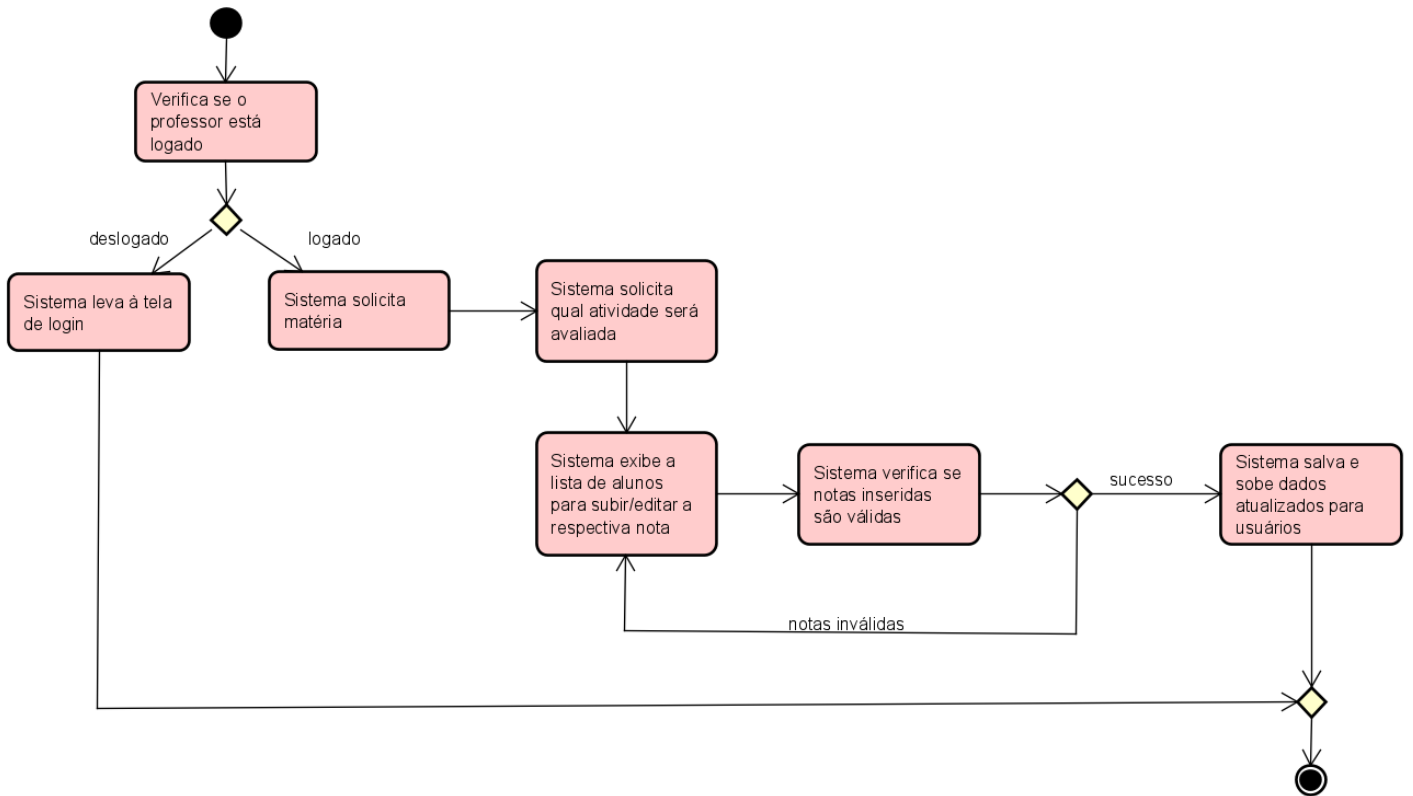 Verifica se o
professor está
logado
deslogado
logado
Sistema leva à tela
de login
Sistema solicita
matéria
Sistema solicita
qual atividade será
avaliada
Sistema exibe a
lista de alunos
para subir/editar a
respectiva nota
Sistema verifica se
notas inseridas
são válidas
sucesso
Sistema salva e
sobe dados
atualizados para
usuários
notas inválidas